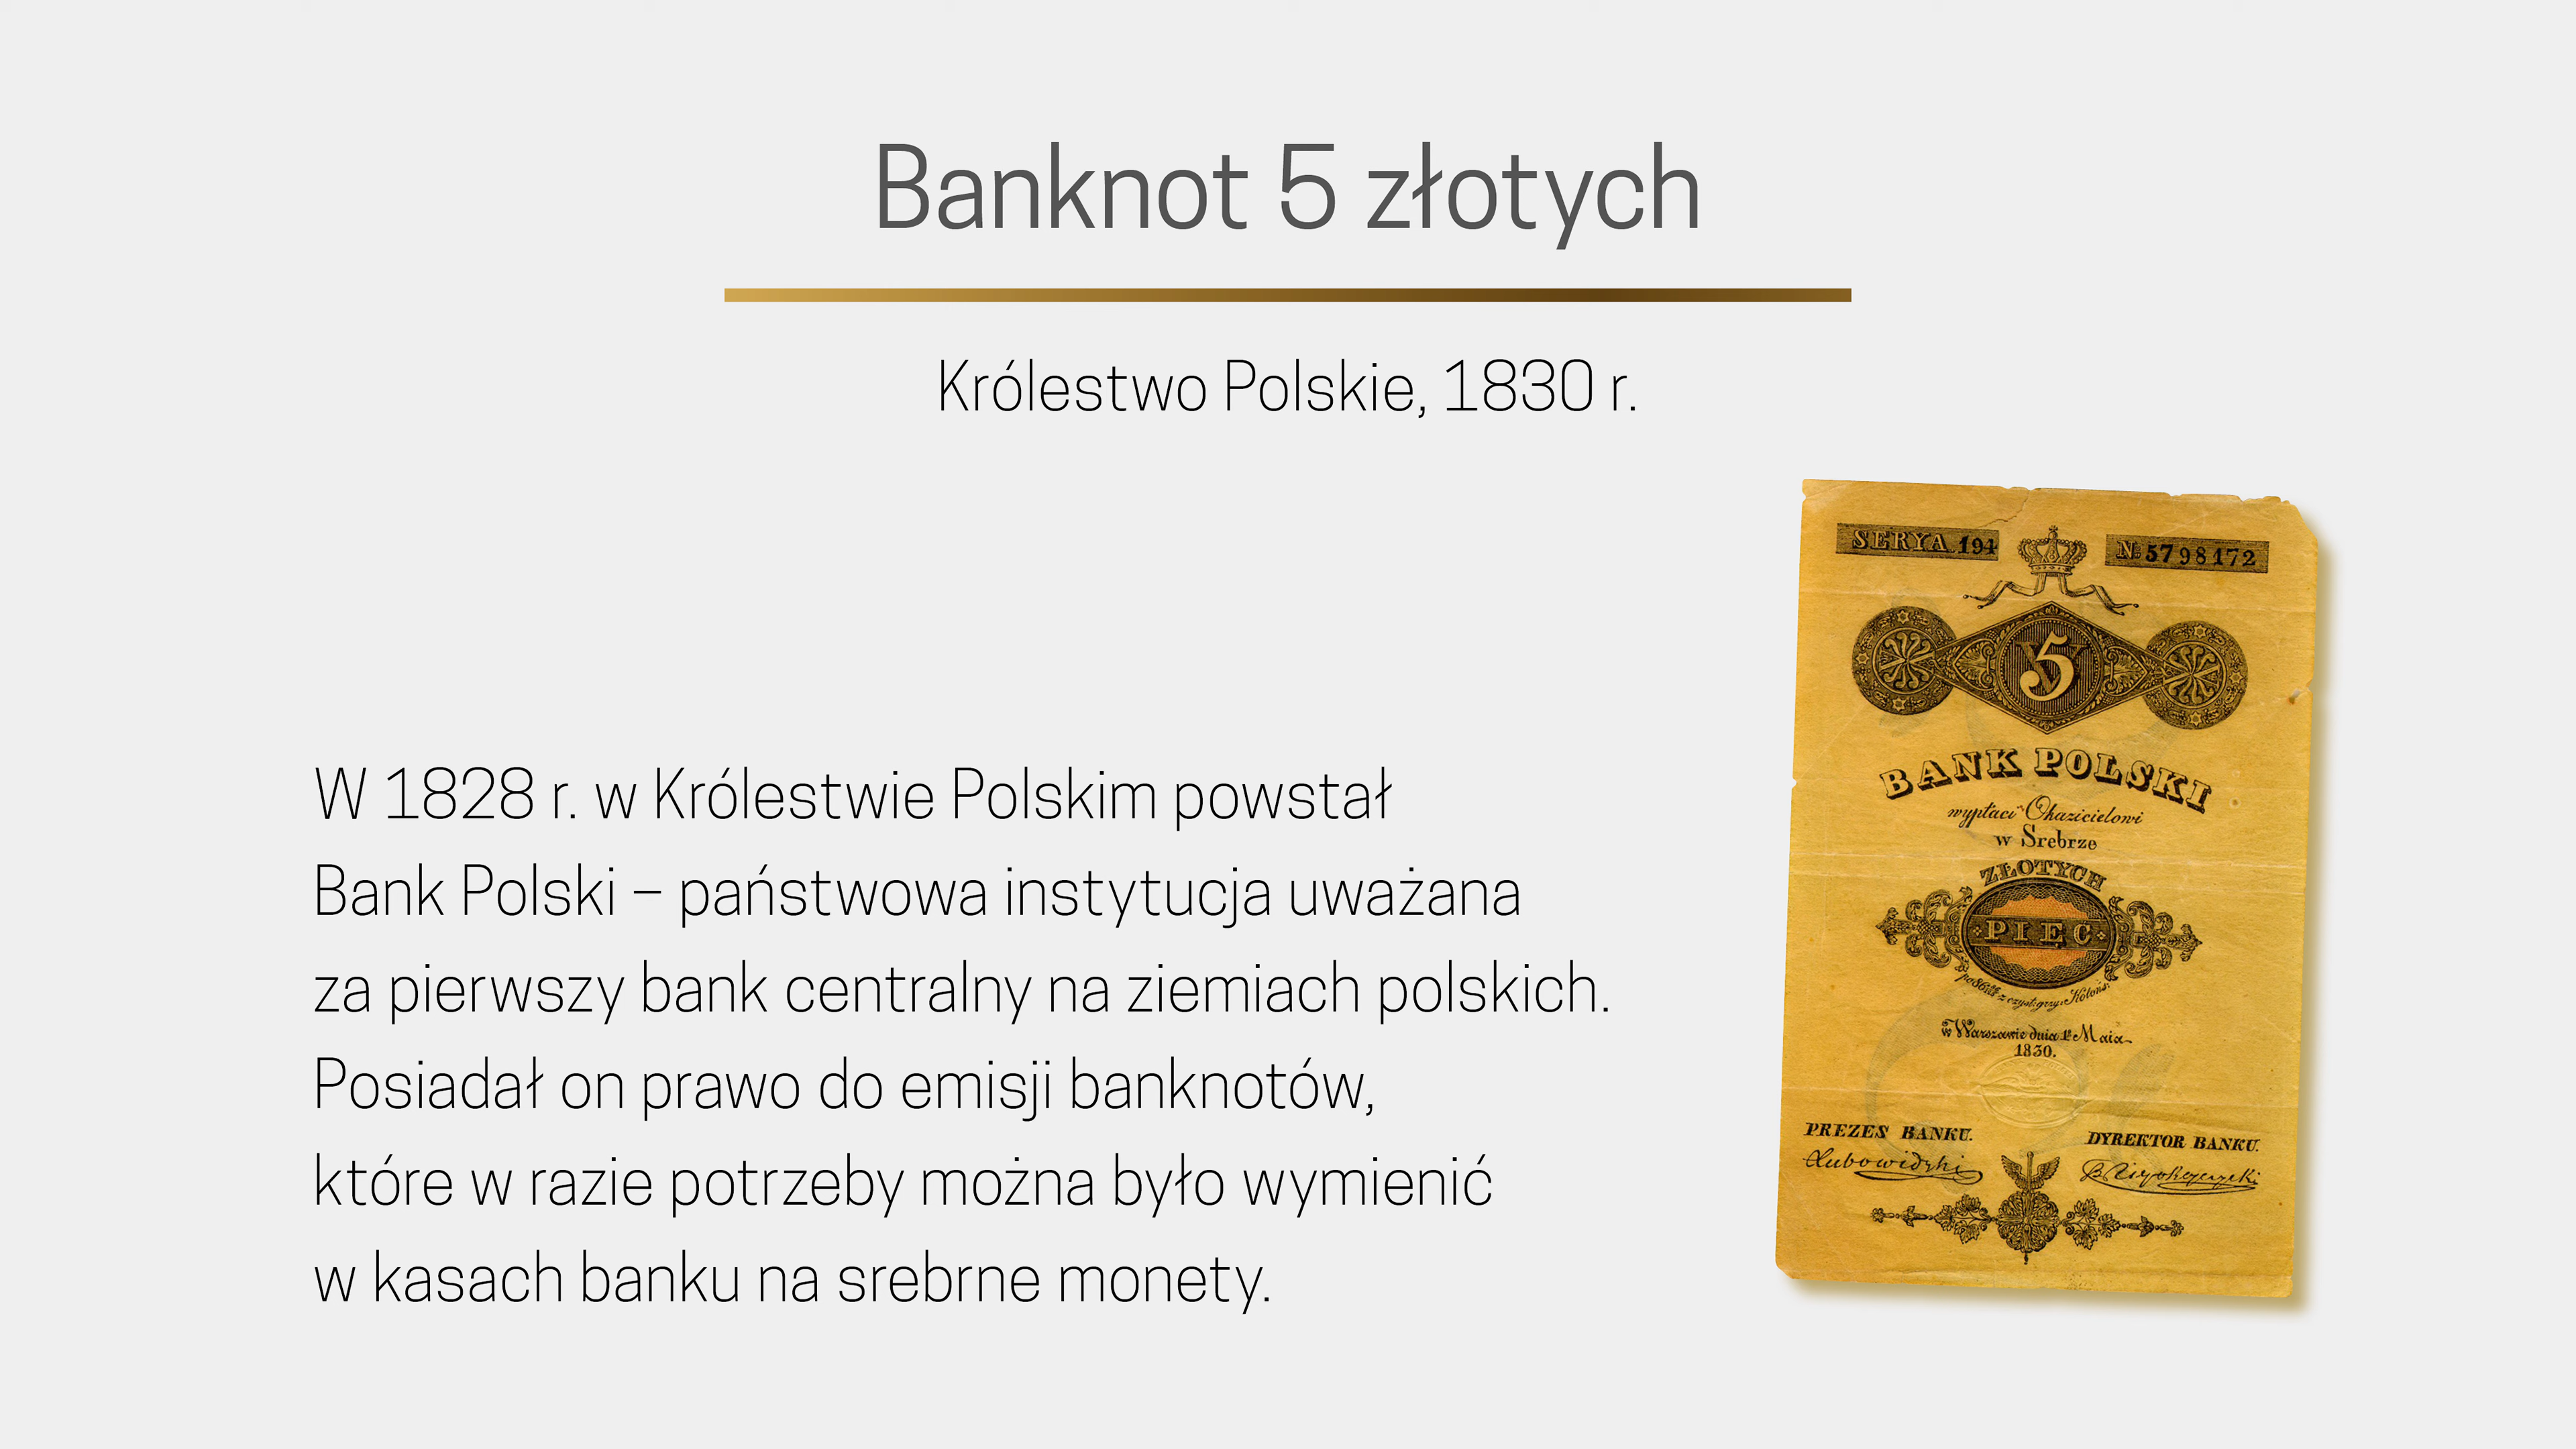 Banknot 5 złotych
Królestwo Polskie, 1830 r.
W 1828 r. w Królestwie Polskim powstał
Bank Polski – państwowa instytucja uważana
za pierwszy bank centralny na ziemiach polskich.
Posiadał on prawo do emisji banknotów,
które w razie potrzeby można było wymienić
w kasach banku na srebrne monety.
SERYA 194
№ 5798172
5
BANK POLSKI
wypłaci Okazicielowi
w Srebrze
ZŁOTYCH
PIĘC
w Warszawie dnia 1º Maia
1830.
PREZES BANKU.
DYREKTOR BANKU.
Lubowidzki